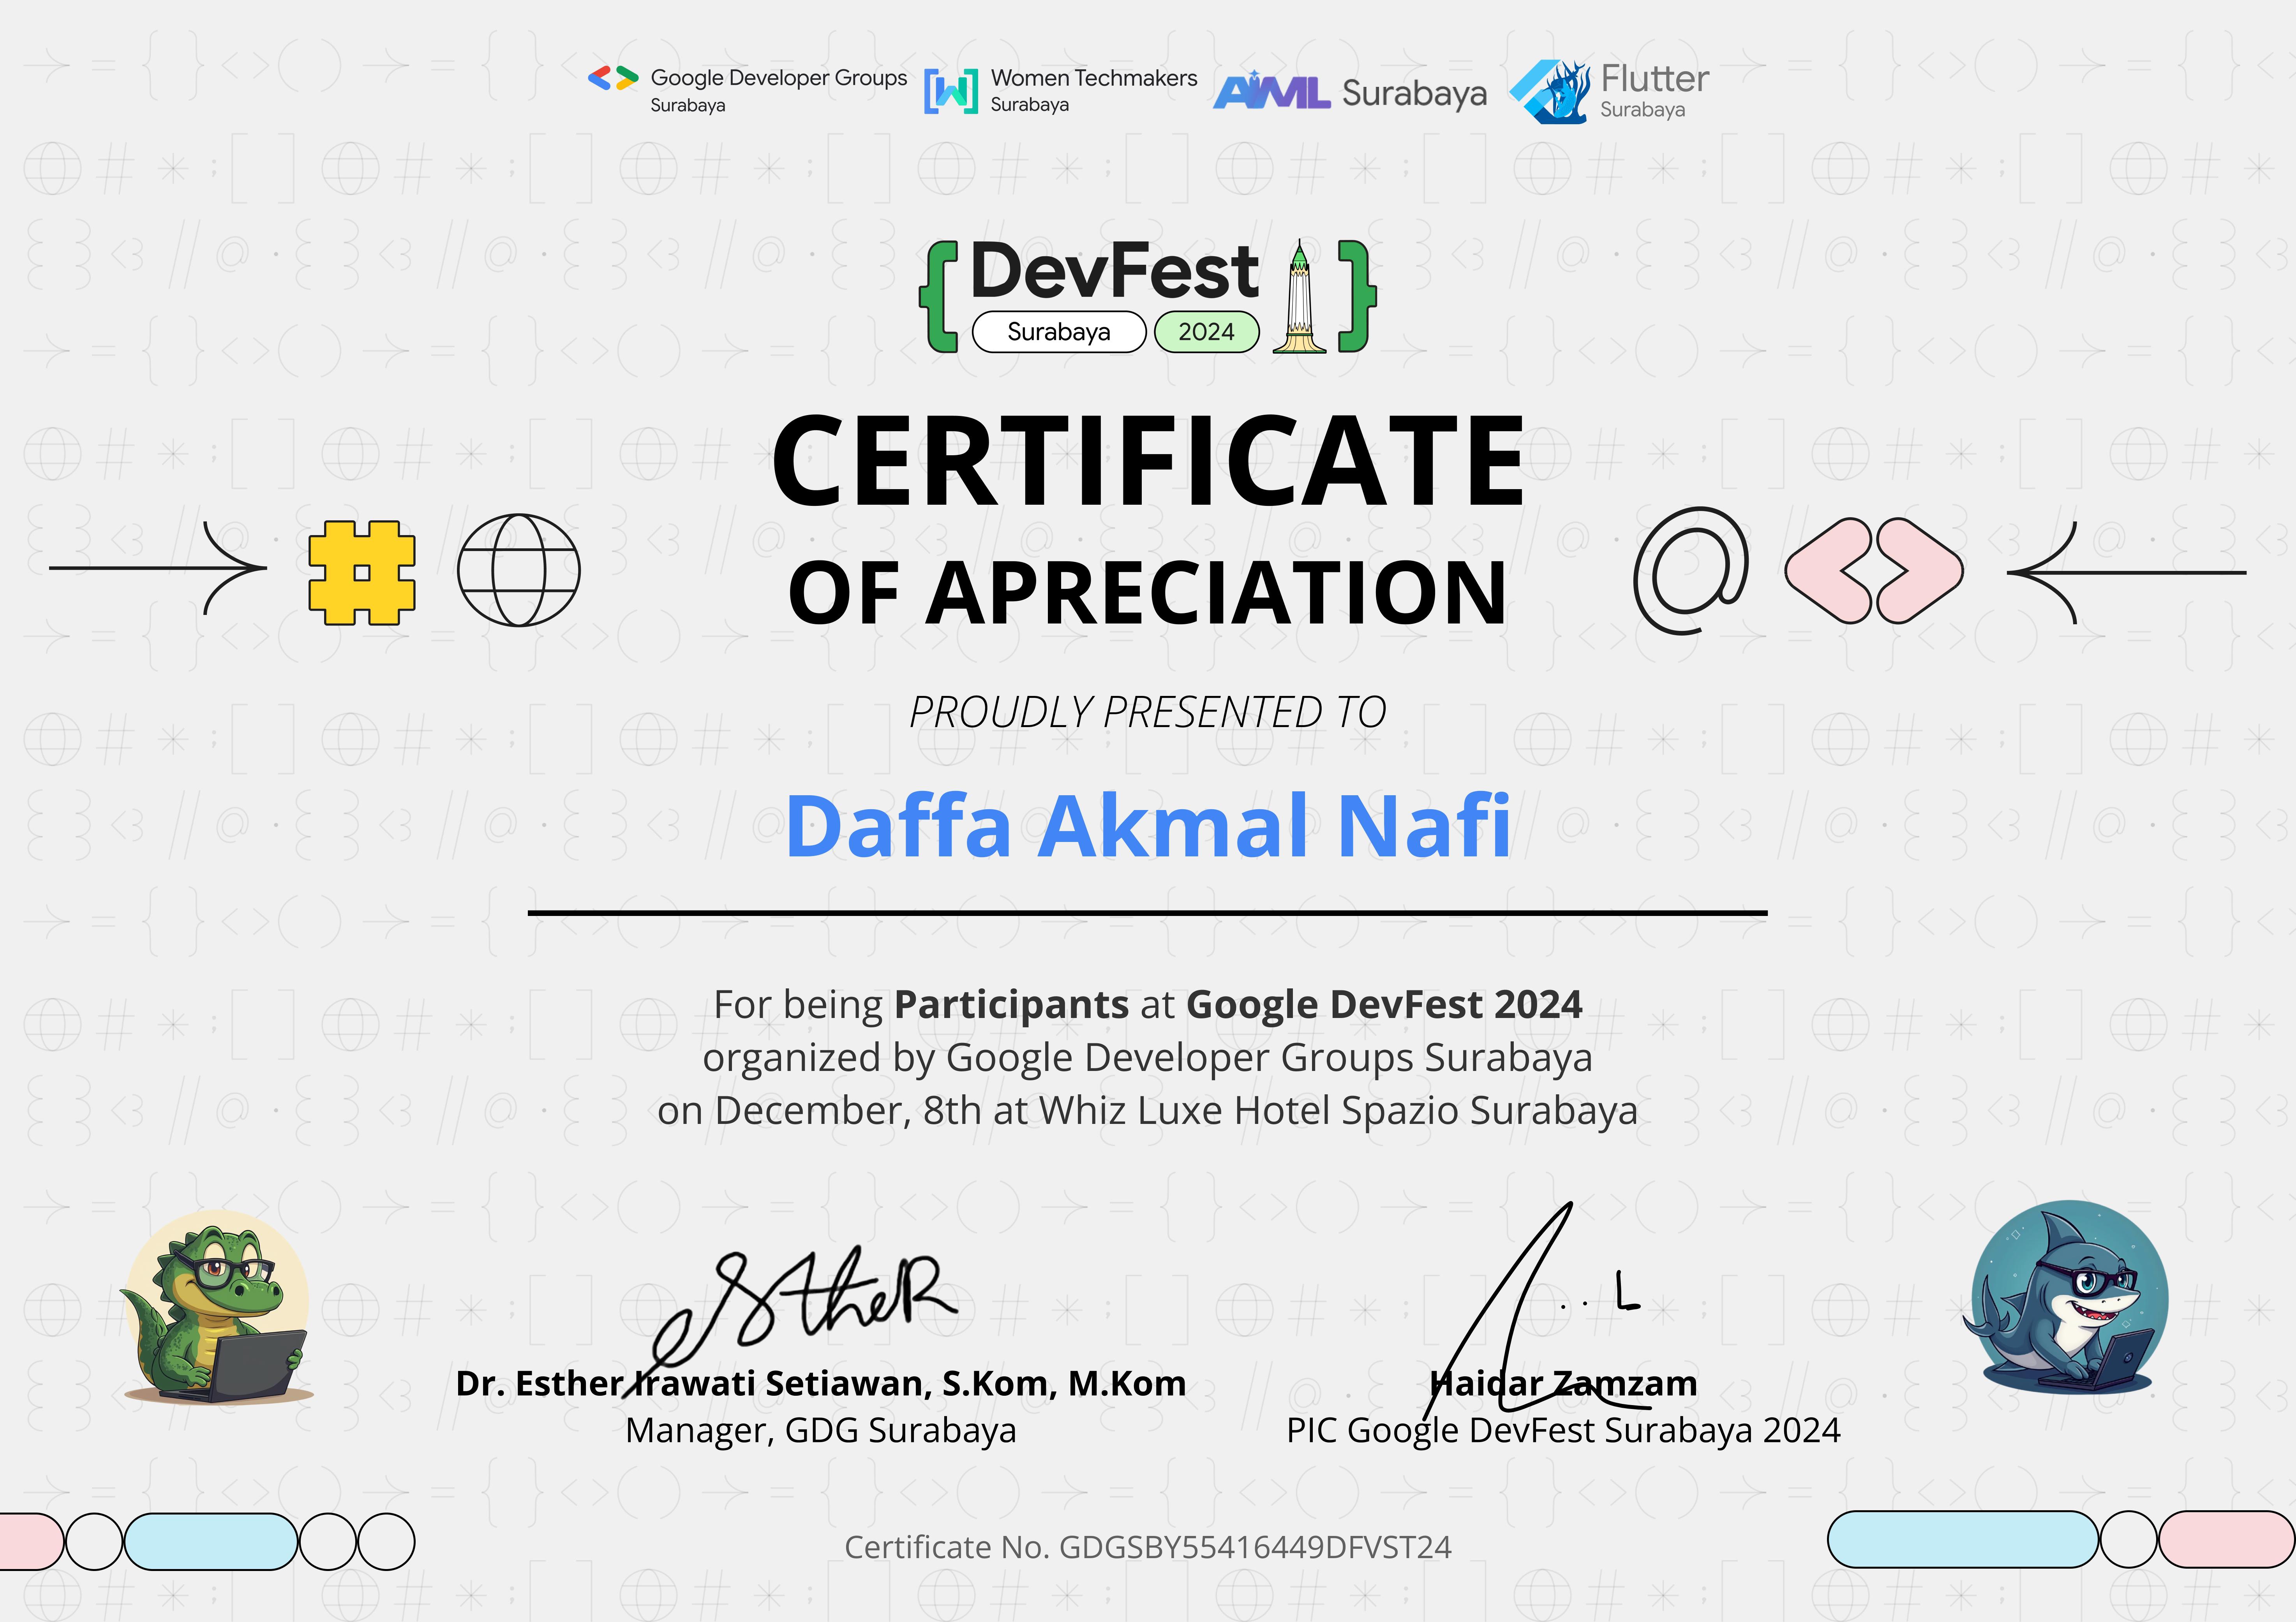 Google Developer Groups
Surabaya
Women Techmakers
Surabaya
AIML Surabaya
Flutter
Surabaya
DevFest
Surabaya 2024
CERTIFICATE
OF APRECIATION
PROUDLY PRESENTED TO
Daffa Akmal Nafi
For being Participants at Google DevFest 2024
organized by Google Developer Groups Surabaya
on December, 8th at Whiz Luxe Hotel Spazio Surabaya
EstheR
Dr. Esther Irawati Setiawan, S.Kom, M.Kom
Manager, GDG Surabaya
Haidar Zamzam
PIC Google DevFest Surabaya 2024
Certificate No. GDGSBY55416449DFVST24